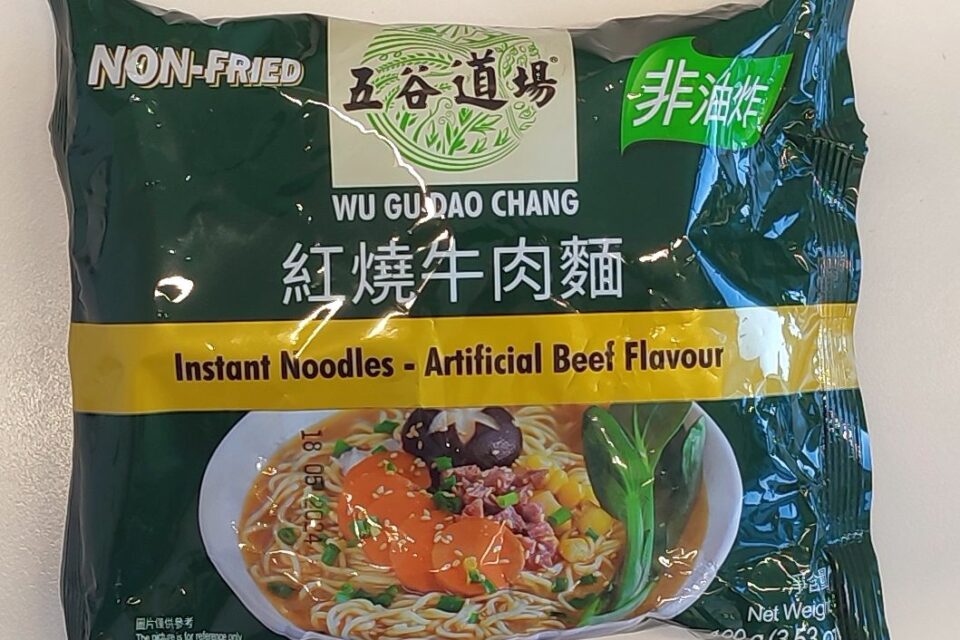 NON-FRIED
五谷道場®
非油炸
WU GU DAO CHANG
紅燒牛肉麵
Instant Noodles - Artificial Beef Flavour
18 05 2024
圖片僅供參考
The picture is for reference only
Net Weight